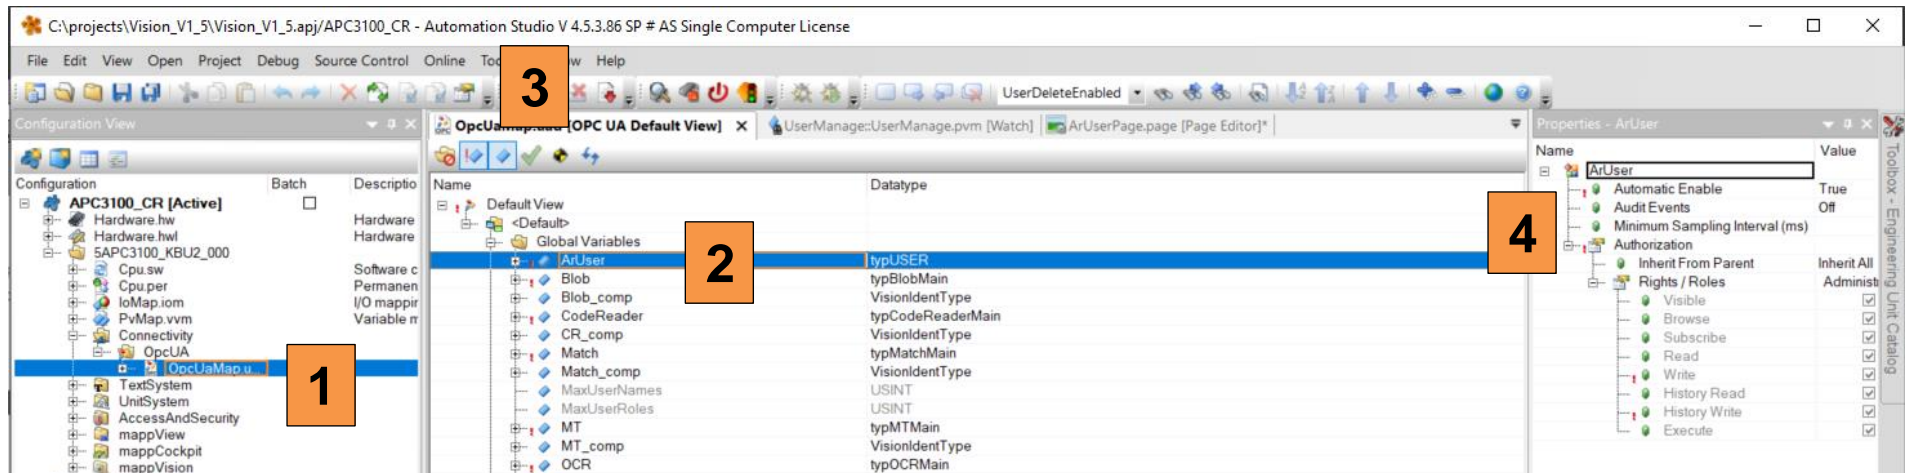 C:\projects\Vision_V1_5\Vision_V1_5.apj/APC3100_CR - Automation Studio V 4.5.3.86 SP # AS Single Computer License
File Edit View Open Project Debug Source Control Online Help
3
UserDeleteEnabled
Configuration View
Configuration Batch
APC3100_CR [Active]
Hardware.hw Hardware
Hardware.hwl Hardware
5APC3100_KBU2_000
Cpu.sw Software c
Cpu.per Permanen
IoMap.iom I/O mappir
PvMap.vvm Variable m
Connectivity
OpcUA
OpcUaMap.u...
1
TextSystem
UnitSystem
AccessAndSecurity
mappView
mappCockpit
mappVision
[OPC UA Default View] UserManage::UserManage.pvm [Watch] ArUserPage.page [Page Editor]*
Name Datatype
Default View
<Default>
Global Variables
2
ArUser typUSER
Blob typBlobMain
Blob_comp VisionIdentType
CodeReader typCodeReaderMain
CR_comp VisionIdentType
Match typMatchMain
Match_comp VisionIdentType
MaxUserNames USINT
MaxUserRoles USINT
MT typMTMain
MT_comp VisionIdentType
OCR typOCRMain
Properties - ArUser
Name Value
ArUser
4
Automatic Enable True
Audit Events Off
Minimum Sampling Interval (ms)
Authorization
Inherit From Parent Inherit All
Rights / Roles Administ
Visible
Browse
Subscribe
Read
Write
History Read
History Write
Execute
Toolbox - Engineering Unit Catalog